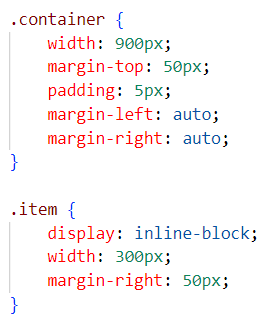 .container {
    width: 900px;
    margin-top: 50px;
    padding: 5px;
    margin-left: auto;
    margin-right: auto;
}

.item {
    display: inline-block;
    width: 300px;
    margin-right: 50px;
}